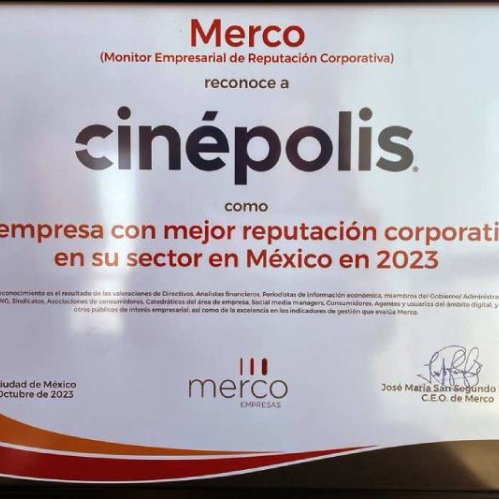 Merco
(Monitor Empresarial de Reputación Corporativa)
reconoce a
cinépolis®
como
empresa con mejor reputación corporati
en su sector en México en 2023
econocimiento es el resultado de las valoraciones de Directivos, Analistas financieros, Periodistas de información económica, miembros del Gobierno/ Administra
NG, Sindicatos, Asociaciones de consumidores, Catedráticos del área de empresa, Social media managers, Consumidores, Agentes y usuarios del ámbito digital, y
otros públicos de interés empresarial; así como de la excelencia en los indicadores de gestión que evalúa Merco.
iudad de México
Octubre de 2023
merco
EMPRESAS
José María San Segundo
C.E.O. de Merco